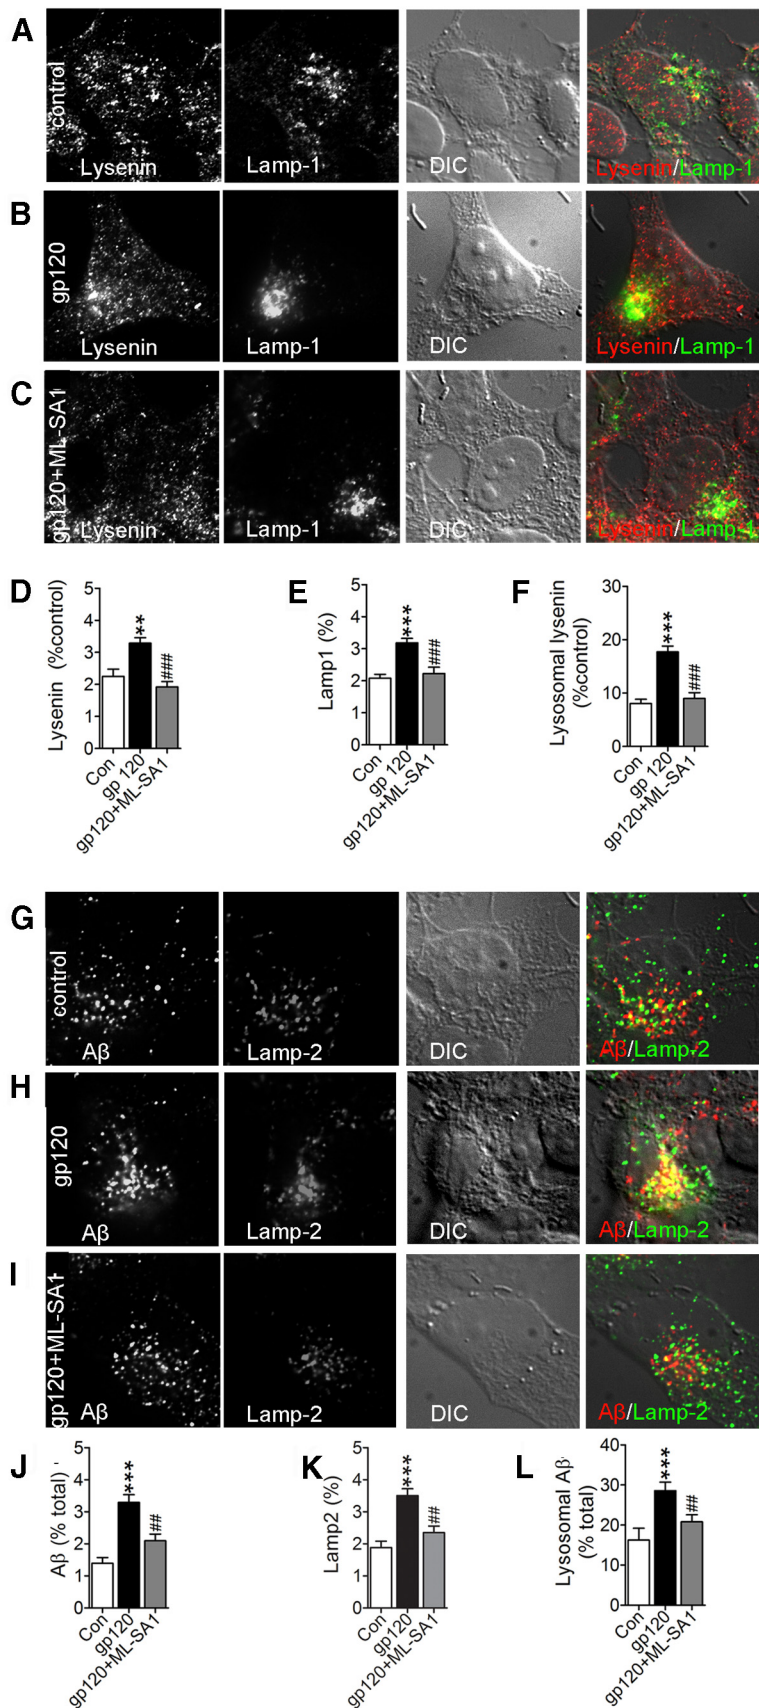 A
control
Lysenin
Lamp-1
DIC
Lysenin/Lamp-1
B
gp120
Lysenin
Lamp-1
DIC
Lysenin/Lamp-1
C
gp120+ML-SA1
Lysenin
Lamp-1
DIC
Lysenin/Lamp-1
D
Lysenin (%control)
5
4
3
2
1
0
**
###
Con
gp 120
gp120+ML-SA1
E
Lamp1 (%)
5
4
3
2
1
0
***
###
Con
gp 120
gp120+ML-SA1
F
Lysosomal lysenin
(%control)
30
20
10
0
***
###
Con
gp 120
gp120+ML-SA1
G
control
Aβ
Lamp-2
DIC
Aβ/Lamp-2
H
gp120
Aβ
Lamp-2
DIC
Aβ/Lamp-2
I
gp120+ML-SA1
Aβ
Lamp-2
DIC
Aβ/Lamp-2
J
Aβ (% total)
5
4
3
2
1
0
***
##
Con
gp120
gp120+ML-SA1
K
Lamp2 (%)
5
4
3
2
1
0
***
##
Con
gp120
gp120+ML-SA1
L
Lysosomal Aβ
(% total)
40
30
20
10
0
***
##
Con
gp120
gp120+ML-SA1